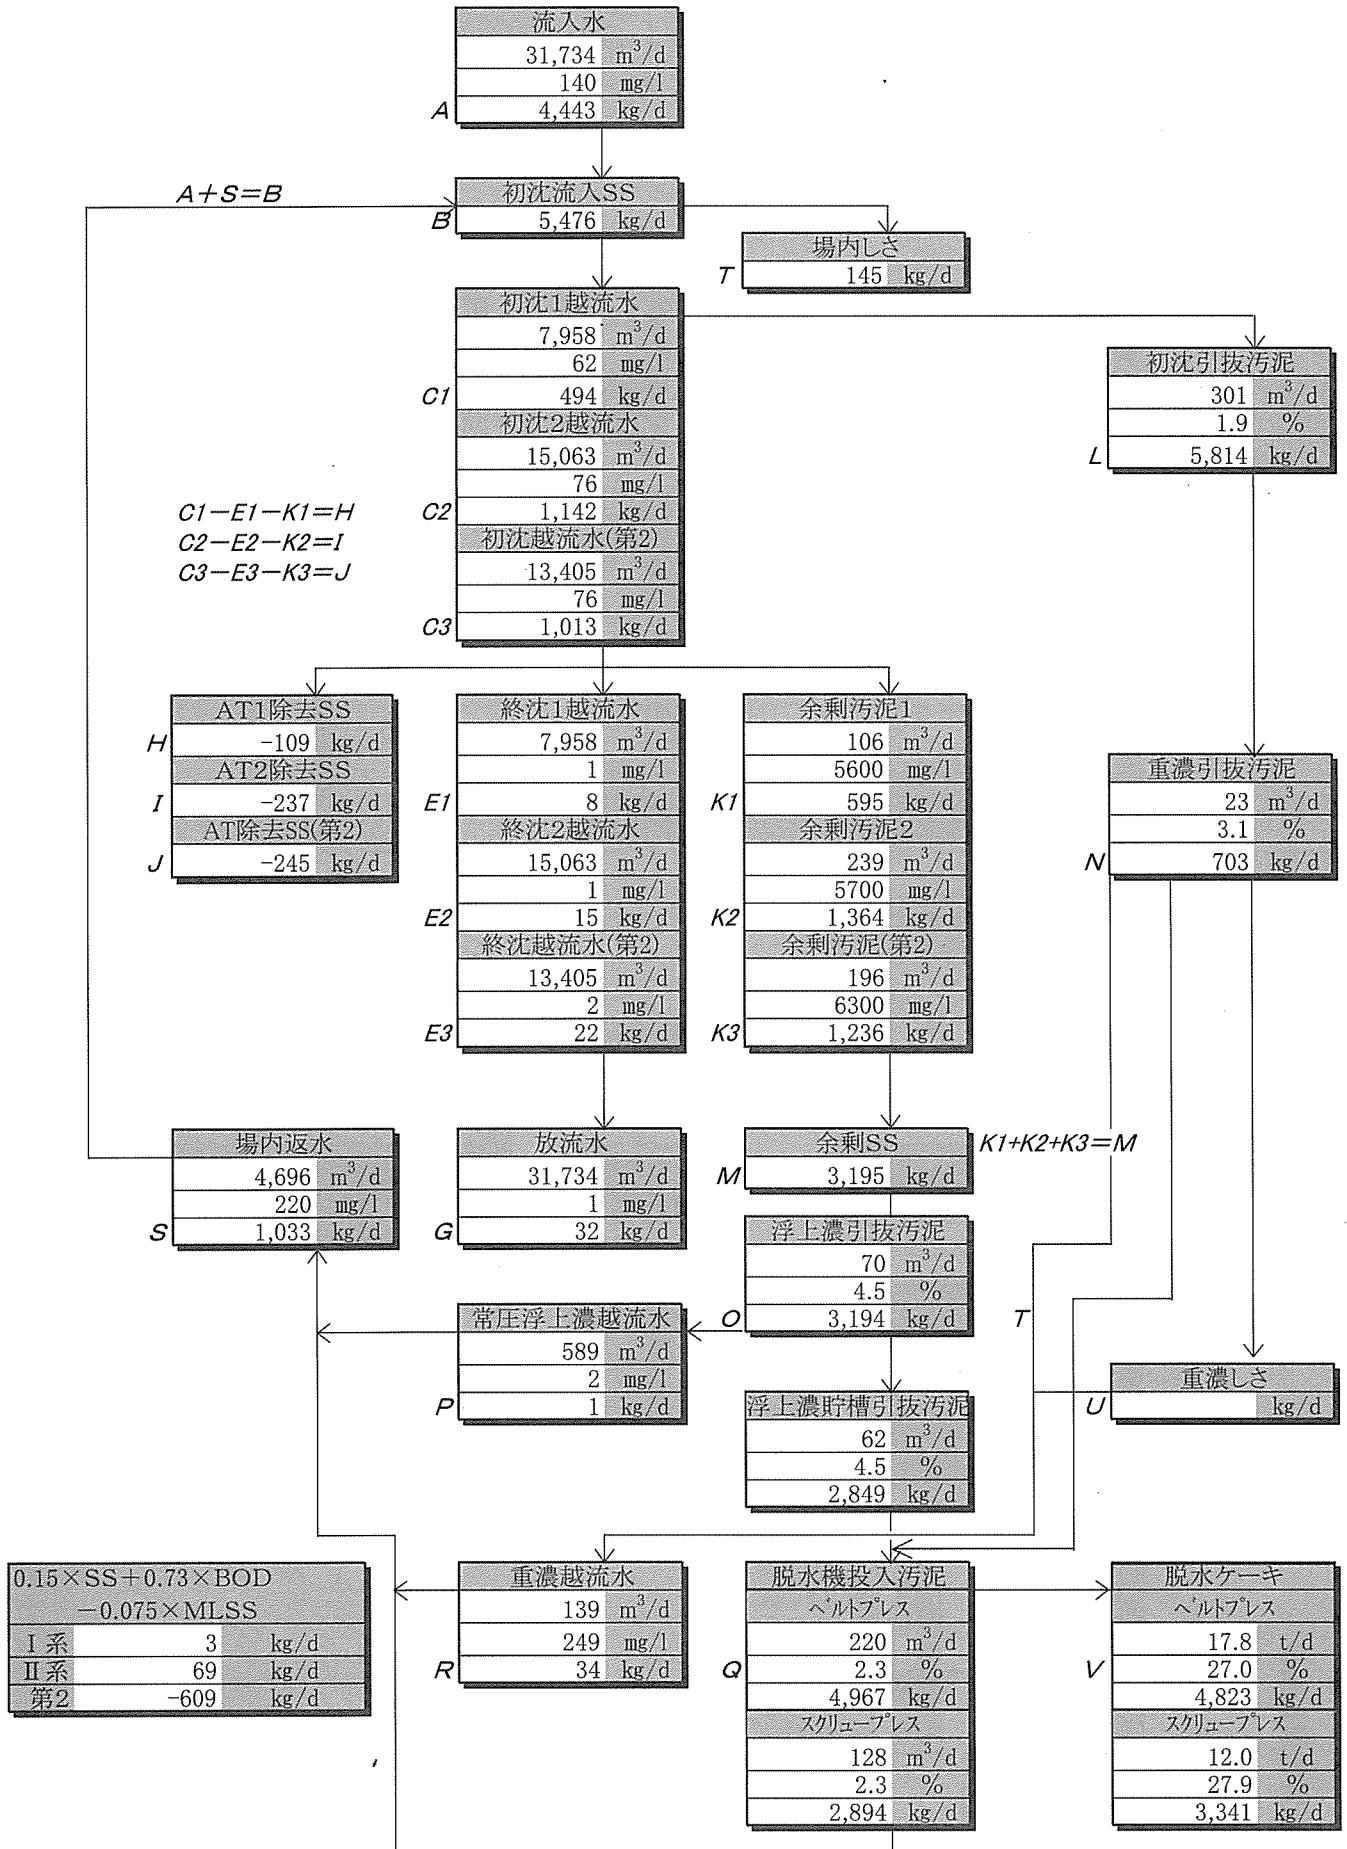 流入水
31,734 m³/d
140 mg/l
A 4,443 kg/d
A+S=B
初沈流入SS
B 5,476 kg/d
場内しさ
T 145 kg/d
初沈1越流水
7,958 m³/d
62 mg/l
C1 494 kg/d
初沈2越流水
15,063 m³/d
76 mg/l
C2 1,142 kg/d
初沈越流水(第2)
13,405 m³/d
76 mg/l
C3 1,013 kg/d
初沈引抜汚泥
301 m³/d
1.9 %
L 5,814 kg/d
C1-E1-K1=H
C2-E2-K2=I
C3-E3-K3=J
AT1除去SS
H -109 kg/d
AT2除去SS
I -237 kg/d
AT除去SS(第2)
J -245 kg/d
終沈1越流水
7,958 m³/d
1 mg/l
E1 8 kg/d
終沈2越流水
15,063 m³/d
1 mg/l
E2 15 kg/d
終沈越流水(第2)
13,405 m³/d
2 mg/l
E3 22 kg/d
余剰汚泥1
106 m³/d
5600 mg/l
K1 595 kg/d
余剰汚泥2
239 m³/d
5700 mg/l
K2 1,364 kg/d
余剰汚泥(第2)
196 m³/d
6300 mg/l
K3 1,236 kg/d
重濃引抜汚泥
23 m³/d
3.1 %
N 703 kg/d
場内返水
4,696 m³/d
220 mg/l
S 1,033 kg/d
放流水
31,734 m³/d
1 mg/l
G 32 kg/d
余剰SS
M 3,195 kg/d
K1+K2+K3=M
浮上濃引抜汚泥
70 m³/d
4.5 %
O 3,194 kg/d
T
常圧浮上濃越流水
589 m³/d
2 mg/l
P 1 kg/d
浮上濃貯槽引抜汚泥
62 m³/d
4.5 %
2,849 kg/d
重濃しさ
U kg/d
0.15×SS+0.73×BOD
-0.075×MLSS
Ⅰ系 3 kg/d
Ⅱ系 69 kg/d
第2 -609 kg/d
重濃越流水
139 m³/d
249 mg/l
R 34 kg/d
脱水機投入汚泥
ベルトプレス
220 m³/d
Q 2.3 %
4,967 kg/d
スクリュープレス
128 m³/d
2.3 %
2,894 kg/d
脱水ケーキ
ベルトプレス
17.8 t/d
V 27.0 %
4,823 kg/d
スクリュープレス
12.0 t/d
27.9 %
3,341 kg/d